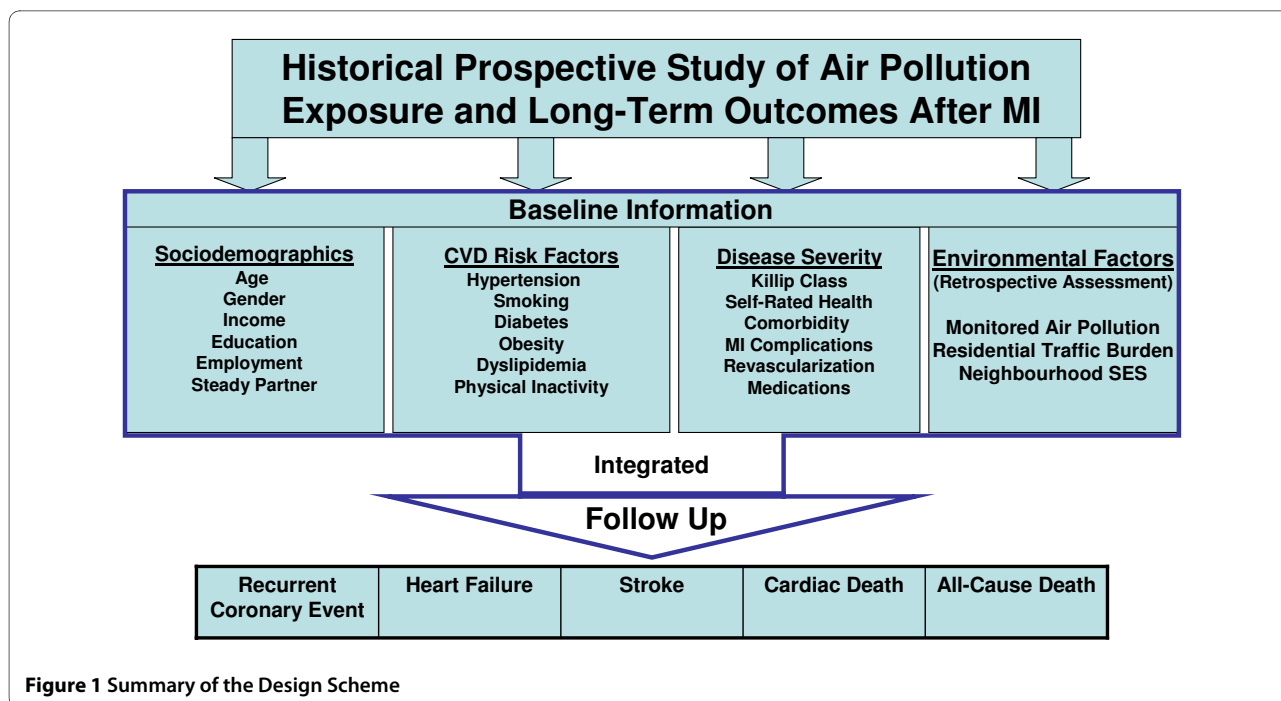 Historical Prospective Study of Air Pollution
Exposure and Long-Term Outcomes After MI
Baseline Information
Sociodemographics
Age
Gender
Income
Education
Employment
Steady Partner
CVD Risk Factors
Hypertension
Smoking
Diabetes
Obesity
Dyslipidemia
Physical Inactivity
Disease Severity
Killip Class
Self-Rated Health
Comorbidity
MI Complications
Revascularization
Medications
Environmental Factors
(Retrospective Assessment)
Monitored Air Pollution
Residential Traffic Burden
Neighbourhood SES
Integrated
Follow Up
Recurrent
Coronary Event
Heart Failure
Stroke
Cardiac Death
All-Cause Death
Figure 1 Summary of the Design Scheme